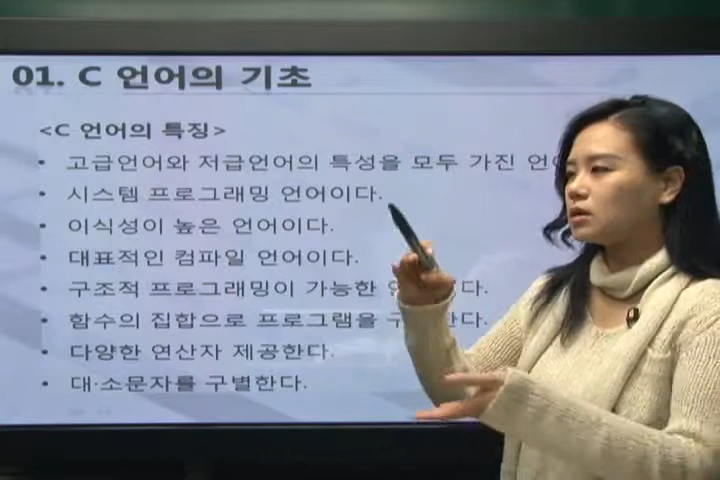 01. C 언어의 기초
<C 언어의 특징>
• 고급언어와 저급언어의 특성을 모두 가진
• 시스템 프로그래밍 언어이다.
• 이식성이 높은 언어이다.
• 대표적인 컴파일 언어이다.
• 구조적 프로그래밍이 가능한
• 함수의 집합으로 프로그램을
• 다양한 연산자 제공한다.
• 대·소문자를 구별한다.